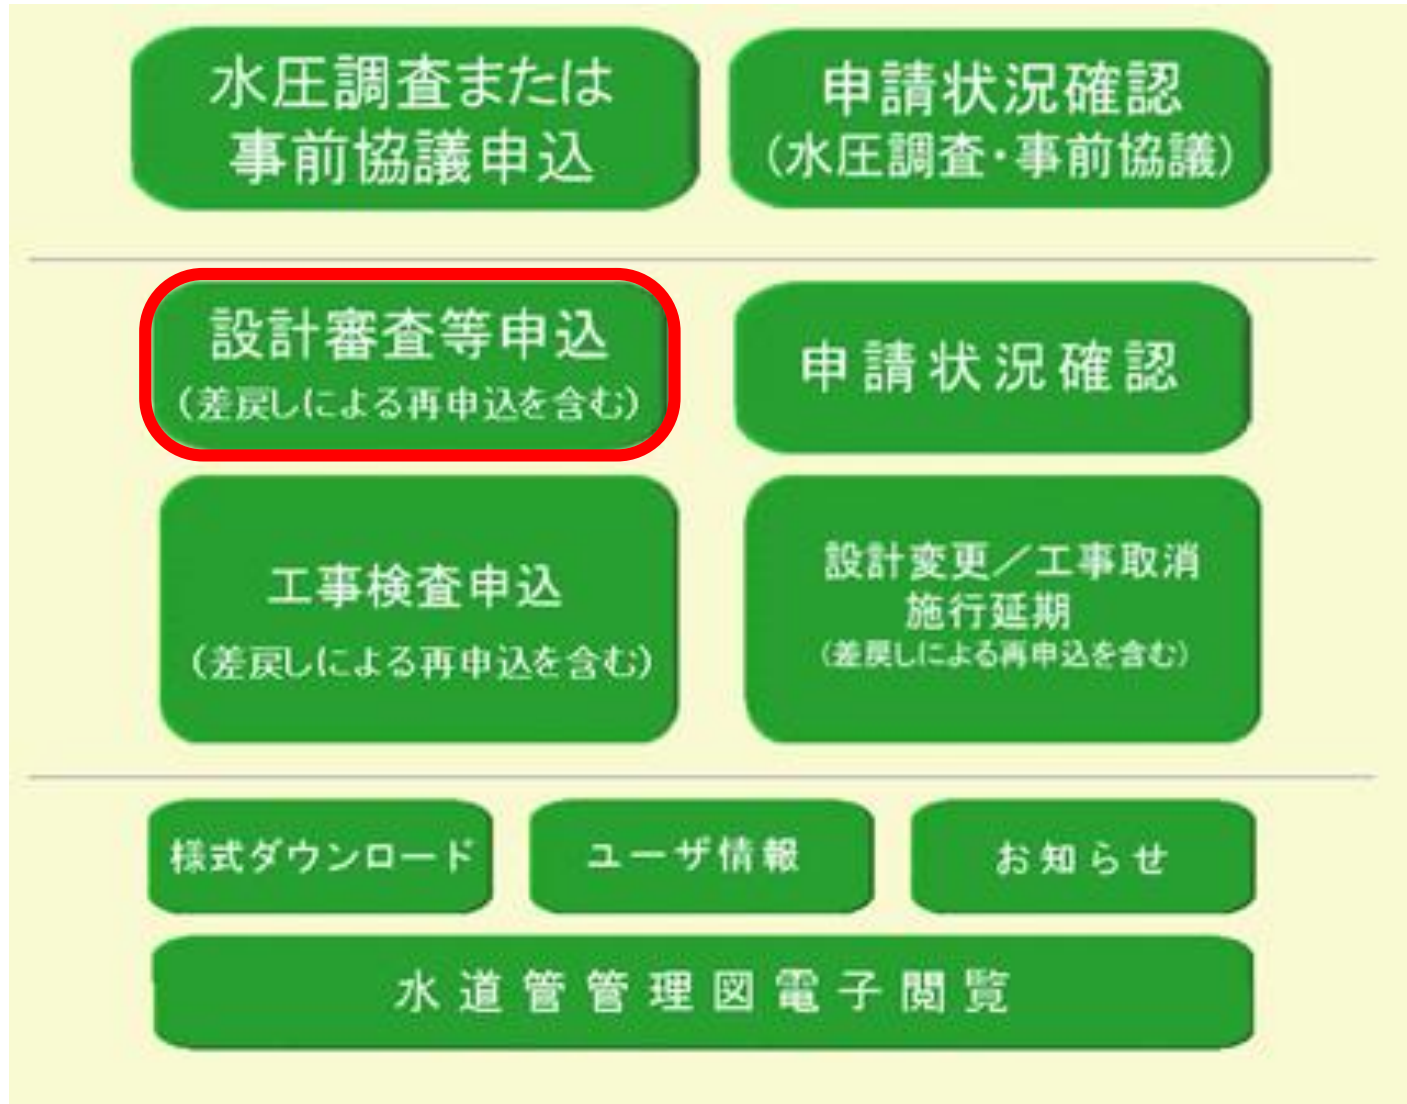 水圧調査または
事前協議申込
申請状況確認
(水圧調査・事前協議)
設計審査等申込
(差戻しによる再申込を含む)
申請状況確認
工事検査申込
(差戻しによる再申込を含む)
設計変更／工事取消
施行延期
(差戻しによる再申込を含む)
様式ダウンロード
ユーザ情報
お知らせ
水道管管理図電子閲覧